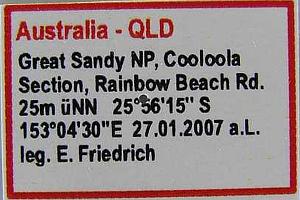 Australia - QLD
Great Sandy NP, Cooloola
Section, Rainbow Beach Rd.
25m üNN 25°56'15" S
153°04'30"E 27.01.2007 a.L.
leg. E. Friedrich